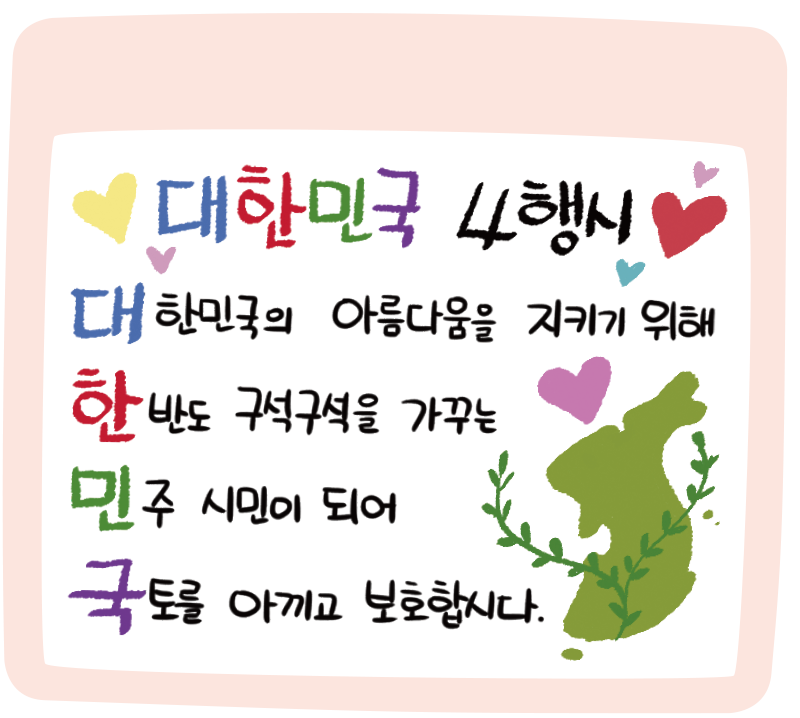 대한민국 4행시
대한민국의 아름다움을 지키기 위해
한반도 구석구석을 가꾸는
민주 시민이 되어
국토를 아끼고 보호합시다.